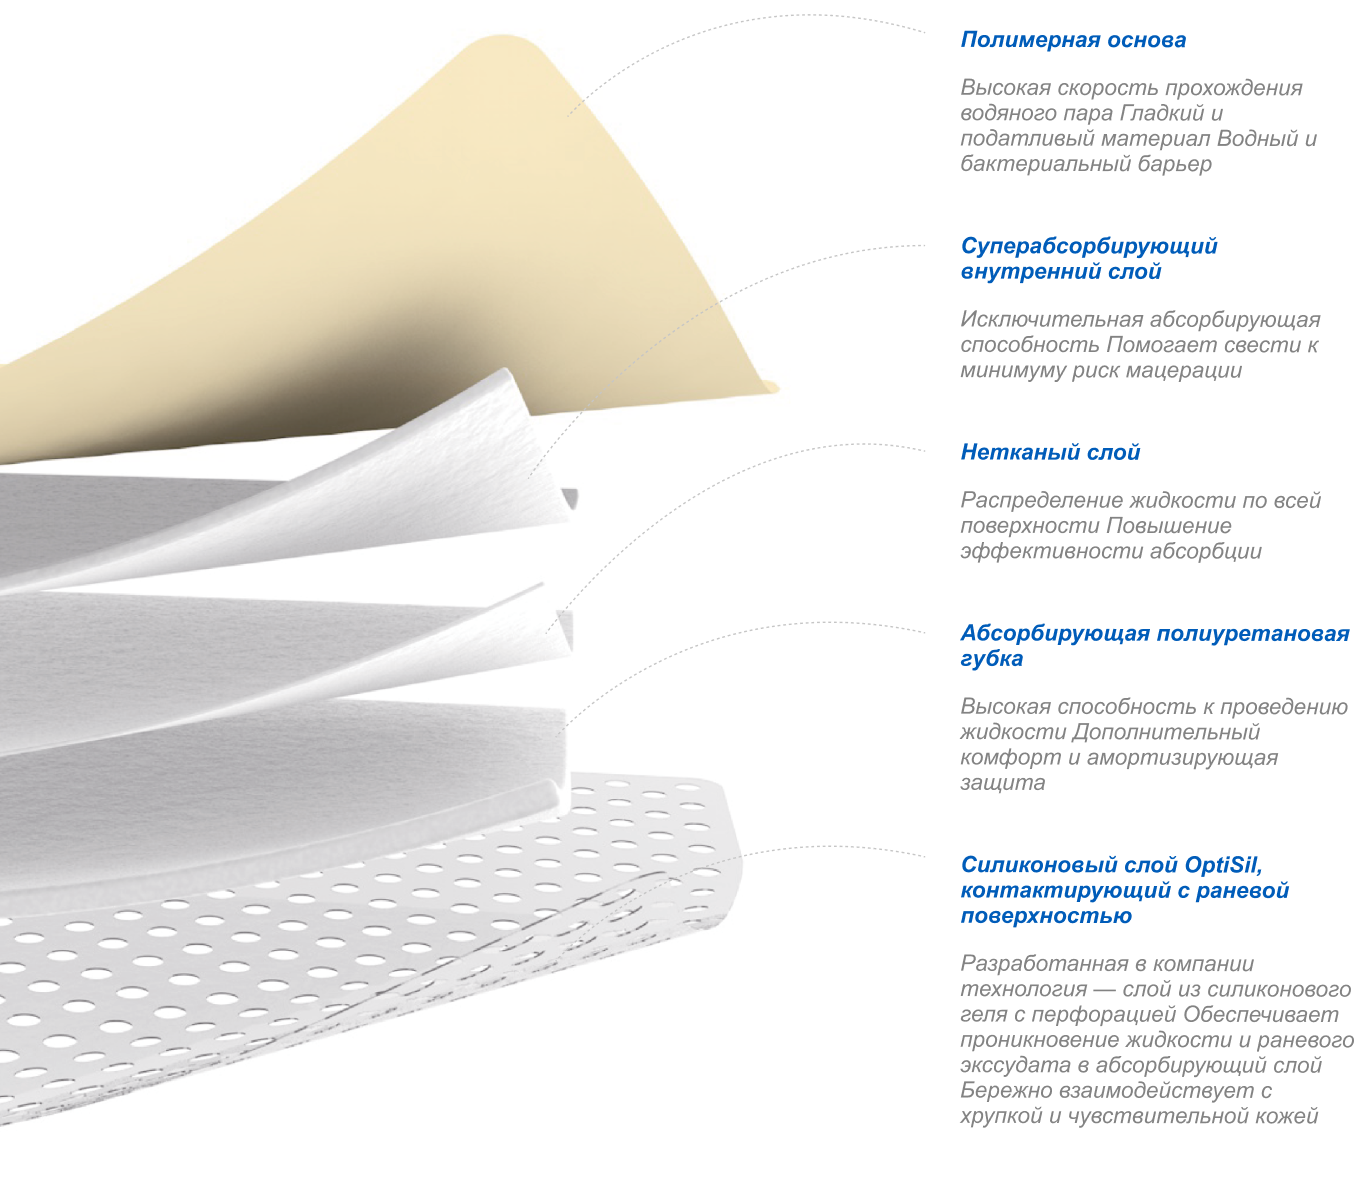 Полимерная основа
Высокая скорость прохождения
водяного пара Гладкий и
податливый материал Водный и
бактериальный барьер
Суперабсорбирующий
внутренний слой
Исключительная абсорбирующая
способность Помогает свести к
минимуму риск мацерации
Нетканый слой
Распределение жидкости по всей
поверхности Повышение
эффективности абсорбции
Абсорбирующая полиуретановая
губка
Высокая способность к проведению
жидкости Дополнительный
комфорт и амортизирующая
защита
Силиконовый слой OptiSil,
контактирующий с раневой
поверхностью
Разработанная в компании
технология — слой из силиконового
геля с перфорацией Обеспечивает
проникновение жидкости и раневого
экссудата в абсорбирующий слой
Бережно взаимодействует с
хрупкой и чувствительной кожей